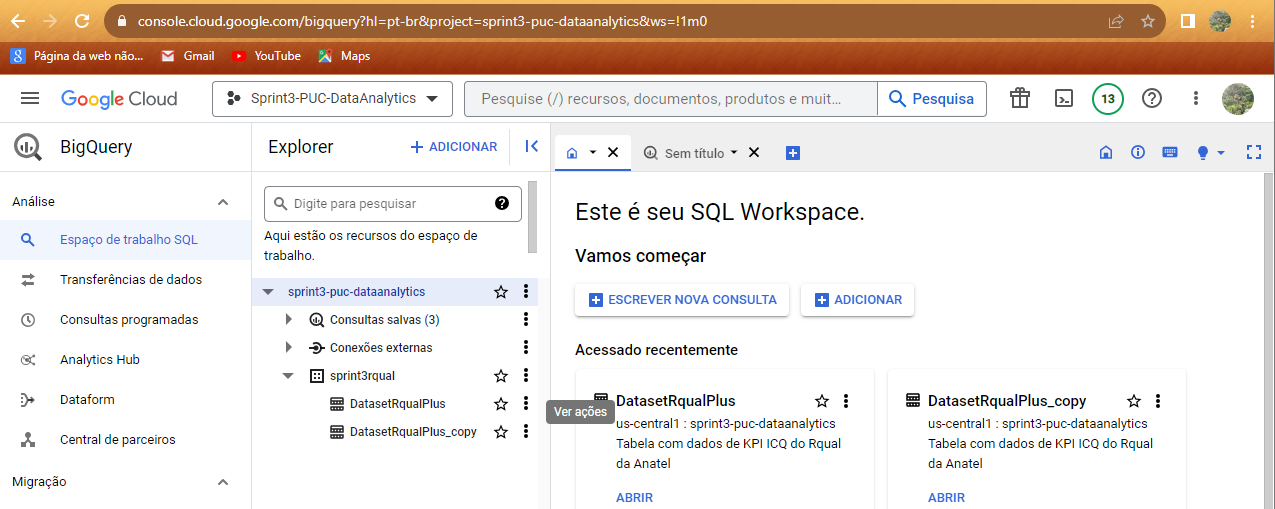 console.cloud.google.com/bigquery?hl=pt-br&project=sprint3-puc-dataanalytics&ws=!1m0
Página da web não... Gmail YouTube Maps
Google Cloud Sprint3-PUC-DataAnalytics Pesquise (/) recursos, documentos, produtos e muit... Pesquisa 13
BigQuery
Análise
Espaço de trabalho SQL
Transferências de dados
Consultas programadas
Analytics Hub
Dataform
Central de parceiros
Migração
Explorer + ADICIONAR
Digite para pesquisar
Aqui estão os recursos do espaço de
trabalho.
sprint3-puc-dataanalytics
Consultas salvas (3)
Conexões externas
sprint3rqual
DatasetRqualPlus
DatasetRqualPlus_copy
Ver ações
Sem título
Este é seu SQL Workspace.
Vamos começar
ESCREVER NOVA CONSULTA ADICIONAR
Acessado recentemente
DatasetRqualPlus
us-central1 : sprint3-puc-dataanalytics
Tabela com dados de KPI ICQ do Rqual
da Anatel
ABRIR
DatasetRqualPlus_copy
us-central1 : sprint3-puc-dataanalytics
Tabela com dados de KPI ICQ do Rqual
da Anatel
ABRIR